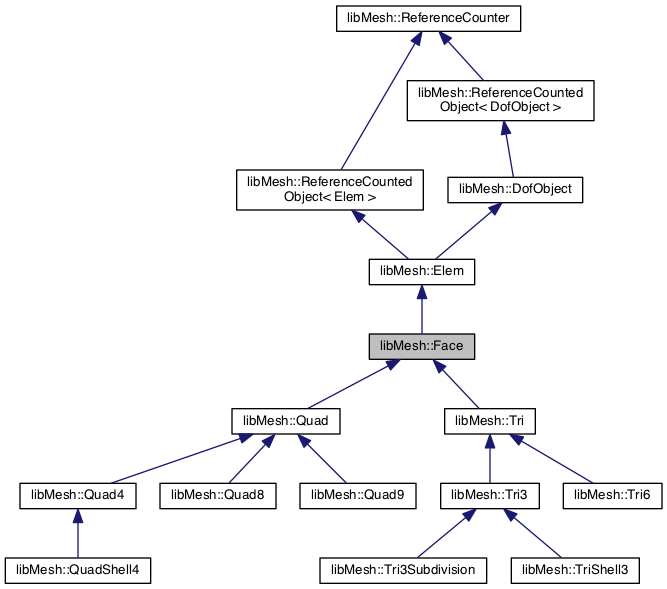 libMesh::ReferenceCounter
libMesh::ReferenceCounted
Object< DofObject >
libMesh::ReferenceCounted
Object< Elem >
libMesh::DofObject
libMesh::Elem
libMesh::Face
libMesh::Quad
libMesh::Tri
libMesh::Quad4
libMesh::Quad8
libMesh::Quad9
libMesh::Tri3
libMesh::Tri6
libMesh::QuadShell4
libMesh::Tri3Subdivision
libMesh::TriShell3